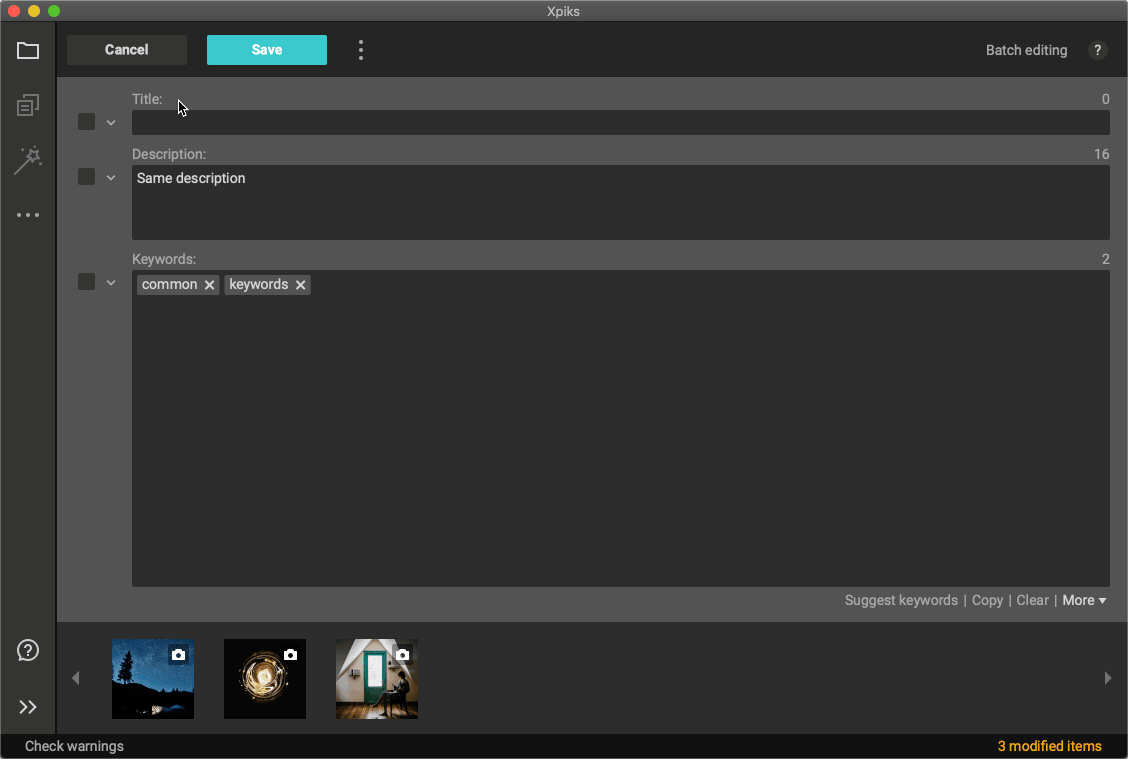 Xpiks
Cancel Save Batch editing ?
Title: 0
Description: 16
Same description
Keywords: 2
common keywords
Suggest keywords | Copy | Clear | More
Check warnings 3 modified items